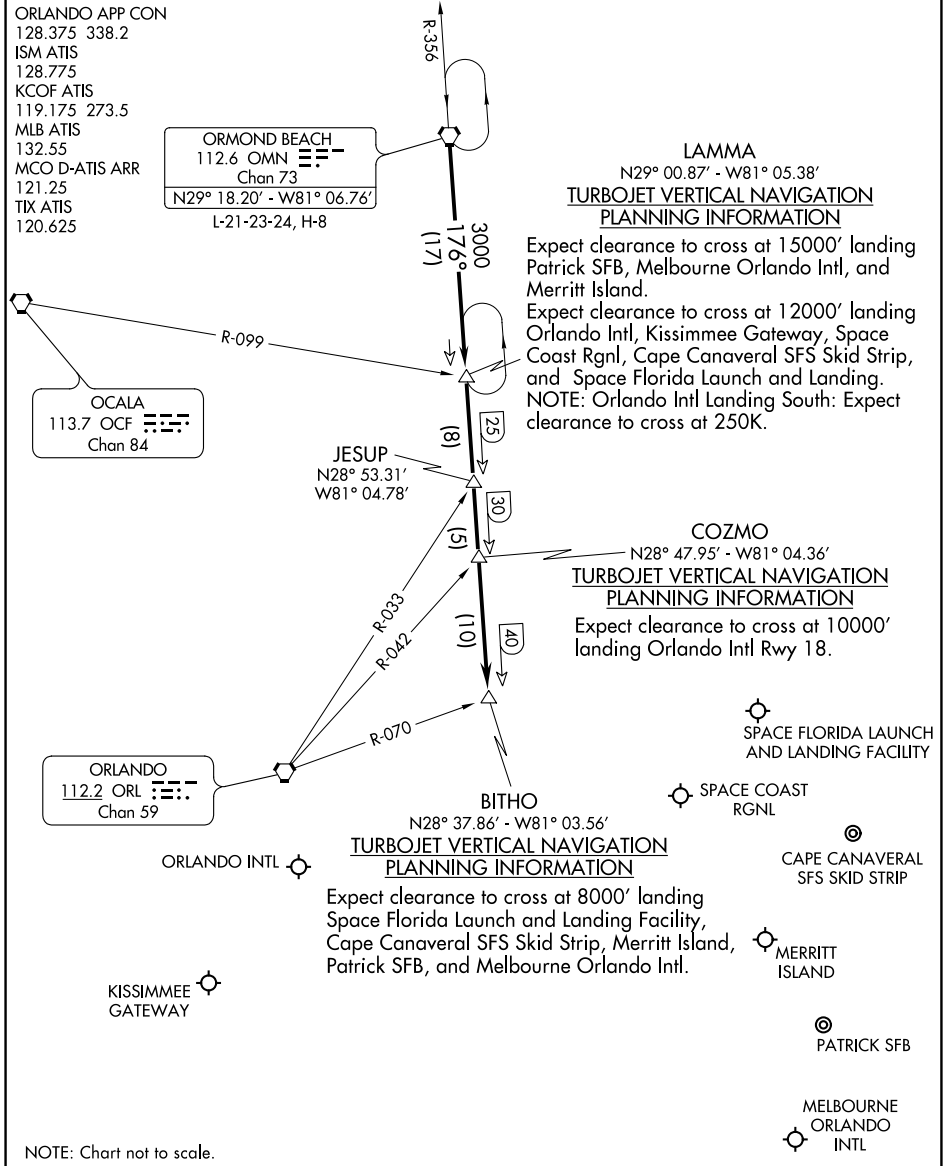 ORLANDO APP CON
128.375 338.2
ISM ATIS
128.775
KCOF ATIS
119.175 273.5
MLB ATIS
132.55
MCO D-ATIS ARR
121.25
TIX ATIS
120.625
R-356
ORMOND BEACH
112.6 OMN
Chan 73
N29° 18.20' - W81° 06.76'
L-21-23-24, H-8
3000
176°
(17)
LAMMA
N29° 00.87' - W81° 05.38'
TURBOJET VERTICAL NAVIGATION
PLANNING INFORMATION
Expect clearance to cross at 15000' landing
Patrick SFB, Melbourne Orlando Intl, and
Merritt Island.
Expect clearance to cross at 12000' landing
Orlando Intl, Kissimmee Gateway, Space
Coast Rgnl, Cape Canaveral SFS Skid Strip,
and Space Florida Launch and Landing.
NOTE: Orlando Intl Landing South: Expect
clearance to cross at 250K.
R-099
OCALA
113.7 OCF
Chan 84
25
(8)
JESUP
N28° 53.31'
W81° 04.78'
30
(5)
COZMO
N28° 47.95' - W81° 04.36'
TURBOJET VERTICAL NAVIGATION
PLANNING INFORMATION
Expect clearance to cross at 10000'
landing Orlando Intl Rwy 18.
R-033
R-042
(10)
40
R-070
ORLANDO
112.2 ORL
Chan 59
SPACE FLORIDA LAUNCH
AND LANDING FACILITY
SPACE COAST
RGNL
BITHO
N28° 37.86' - W81° 03.56'
TURBOJET VERTICAL NAVIGATION
PLANNING INFORMATION
Expect clearance to cross at 8000' landing
Space Florida Launch and Landing Facility,
Cape Canaveral SFS Skid Strip, Merritt Island,
Patrick SFB, and Melbourne Orlando Intl.
CAPE CANAVERAL
SFS SKID STRIP
ORLANDO INTL
MERRITT
ISLAND
KISSIMMEE
GATEWAY
PATRICK SFB
MELBOURNE
ORLANDO
INTL
NOTE: Chart not to scale.